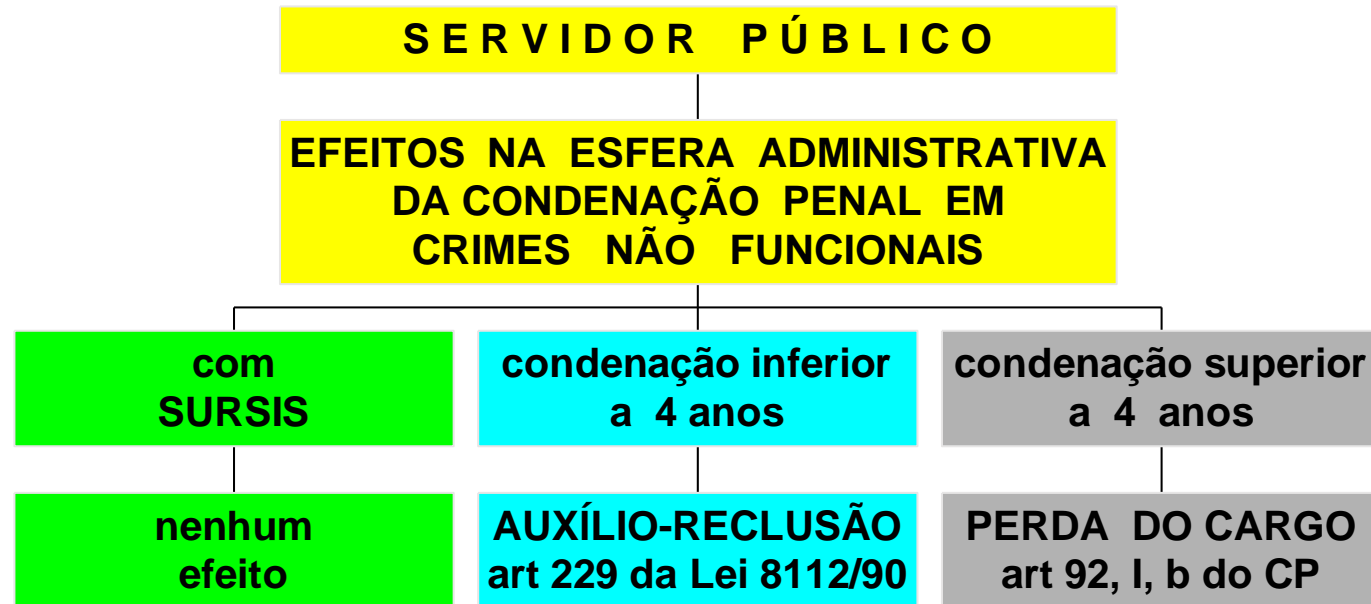 SERVIDOR PÚBLICO
EFEITOS NA ESFERA ADMINISTRATIVA
DA CONDENAÇÃO PENAL EM
CRIMES NÃO FUNCIONAIS
com
SURSIS
condenação inferior
a 4 anos
condenação superior
a 4 anos
nenhum
efeito
AUXÍLIO-RECLUSÃO
art 229 da Lei 8112/90
PERDA DO CARGO
art 92, I, b do CP